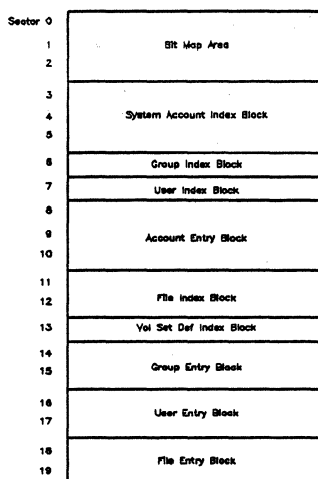 Sector 0
1 Bit Map Area
2
3
4 System Account Index Block
5
6 Group Index Block
7 User Index Block
8
9 Account Entry Block
10
11
12 File Index Block
13 Vol Set Def Index Block
14
15 Group Entry Block
16
17 User Entry Block
18
19 File Entry Block